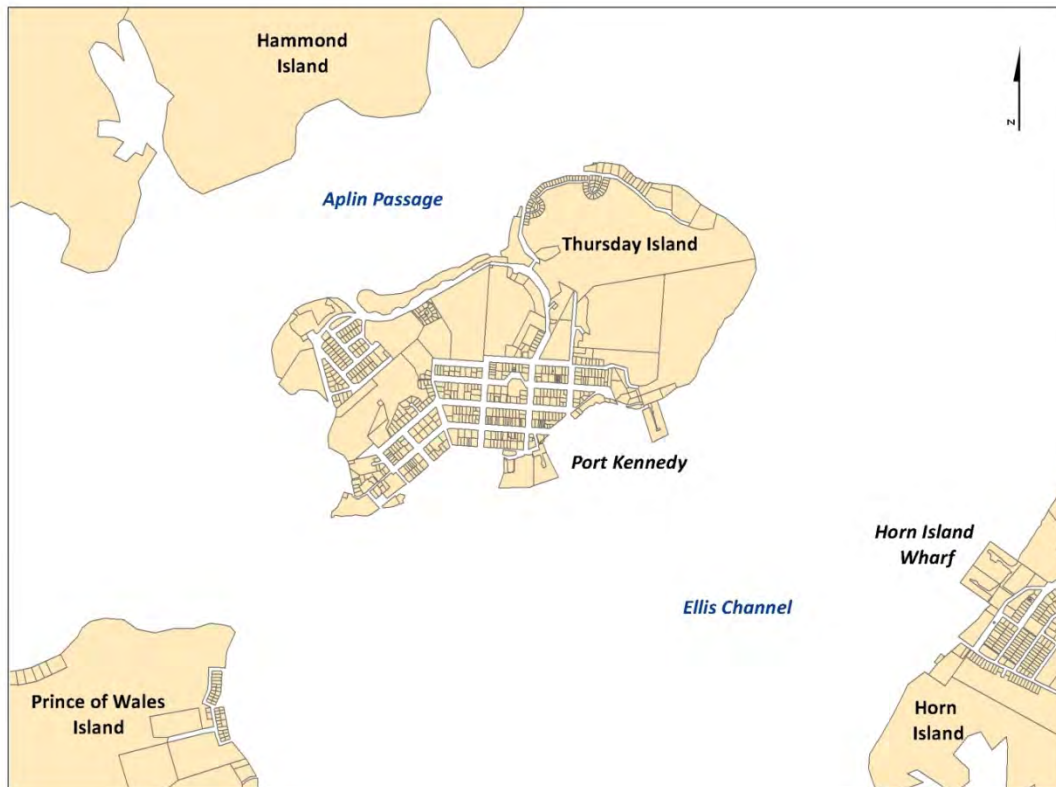 Hammond
Island
N
Aplin Passage
Thursday Island
Port Kennedy
Horn Island
Wharf
Ellis Channel
Prince of Wales
Island
Horn
Island